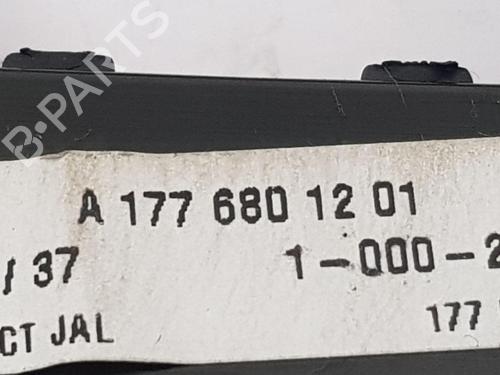 B-PARTS
A 177 680 12 01
/ 37 1-000-2
CT JAL 177